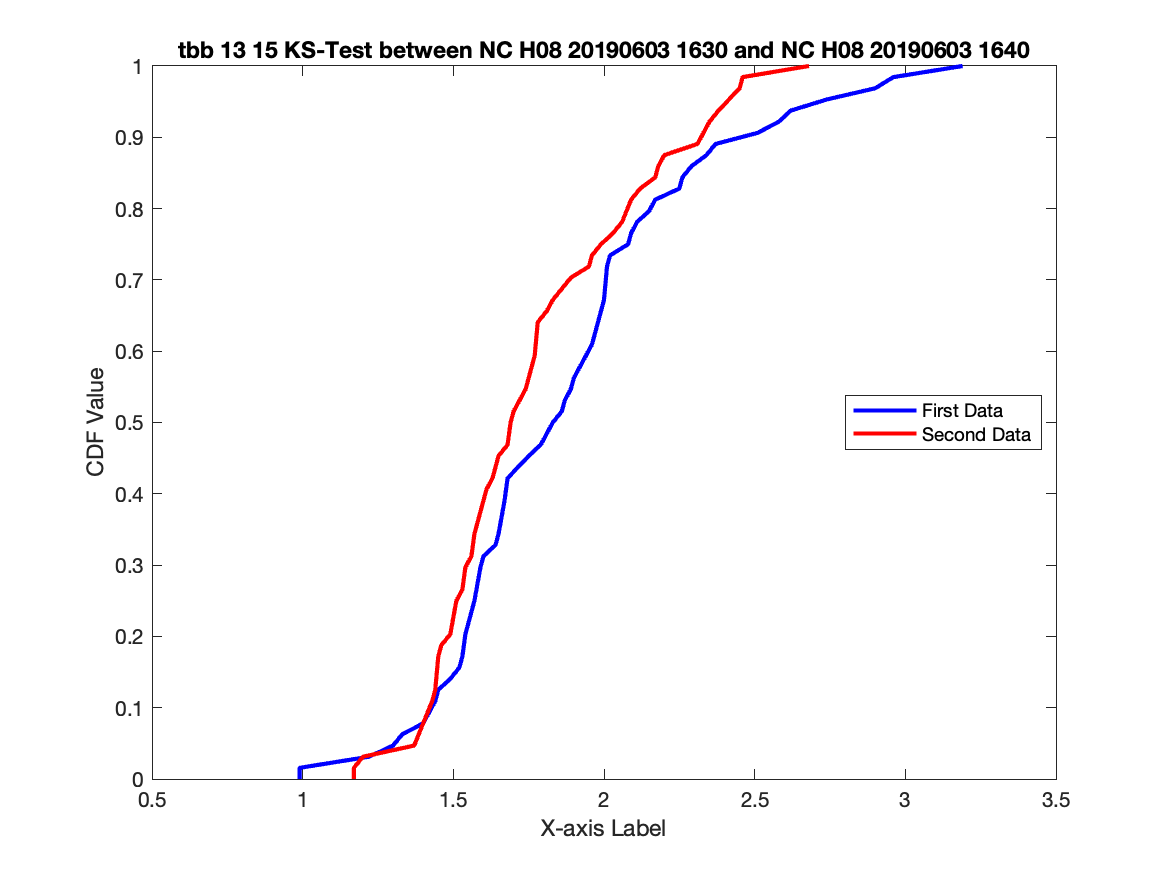 tbb 13 15 KS-Test between NC H08 20190603 1630 and NC H08 20190603 1640
1
0.9
0.8
0.7
0.6
0.5
0.4
0.3
0.2
0.1
0
CDF Value
First Data
Second Data
0.5 1 1.5 2 2.5 3 3.5
X-axis Label